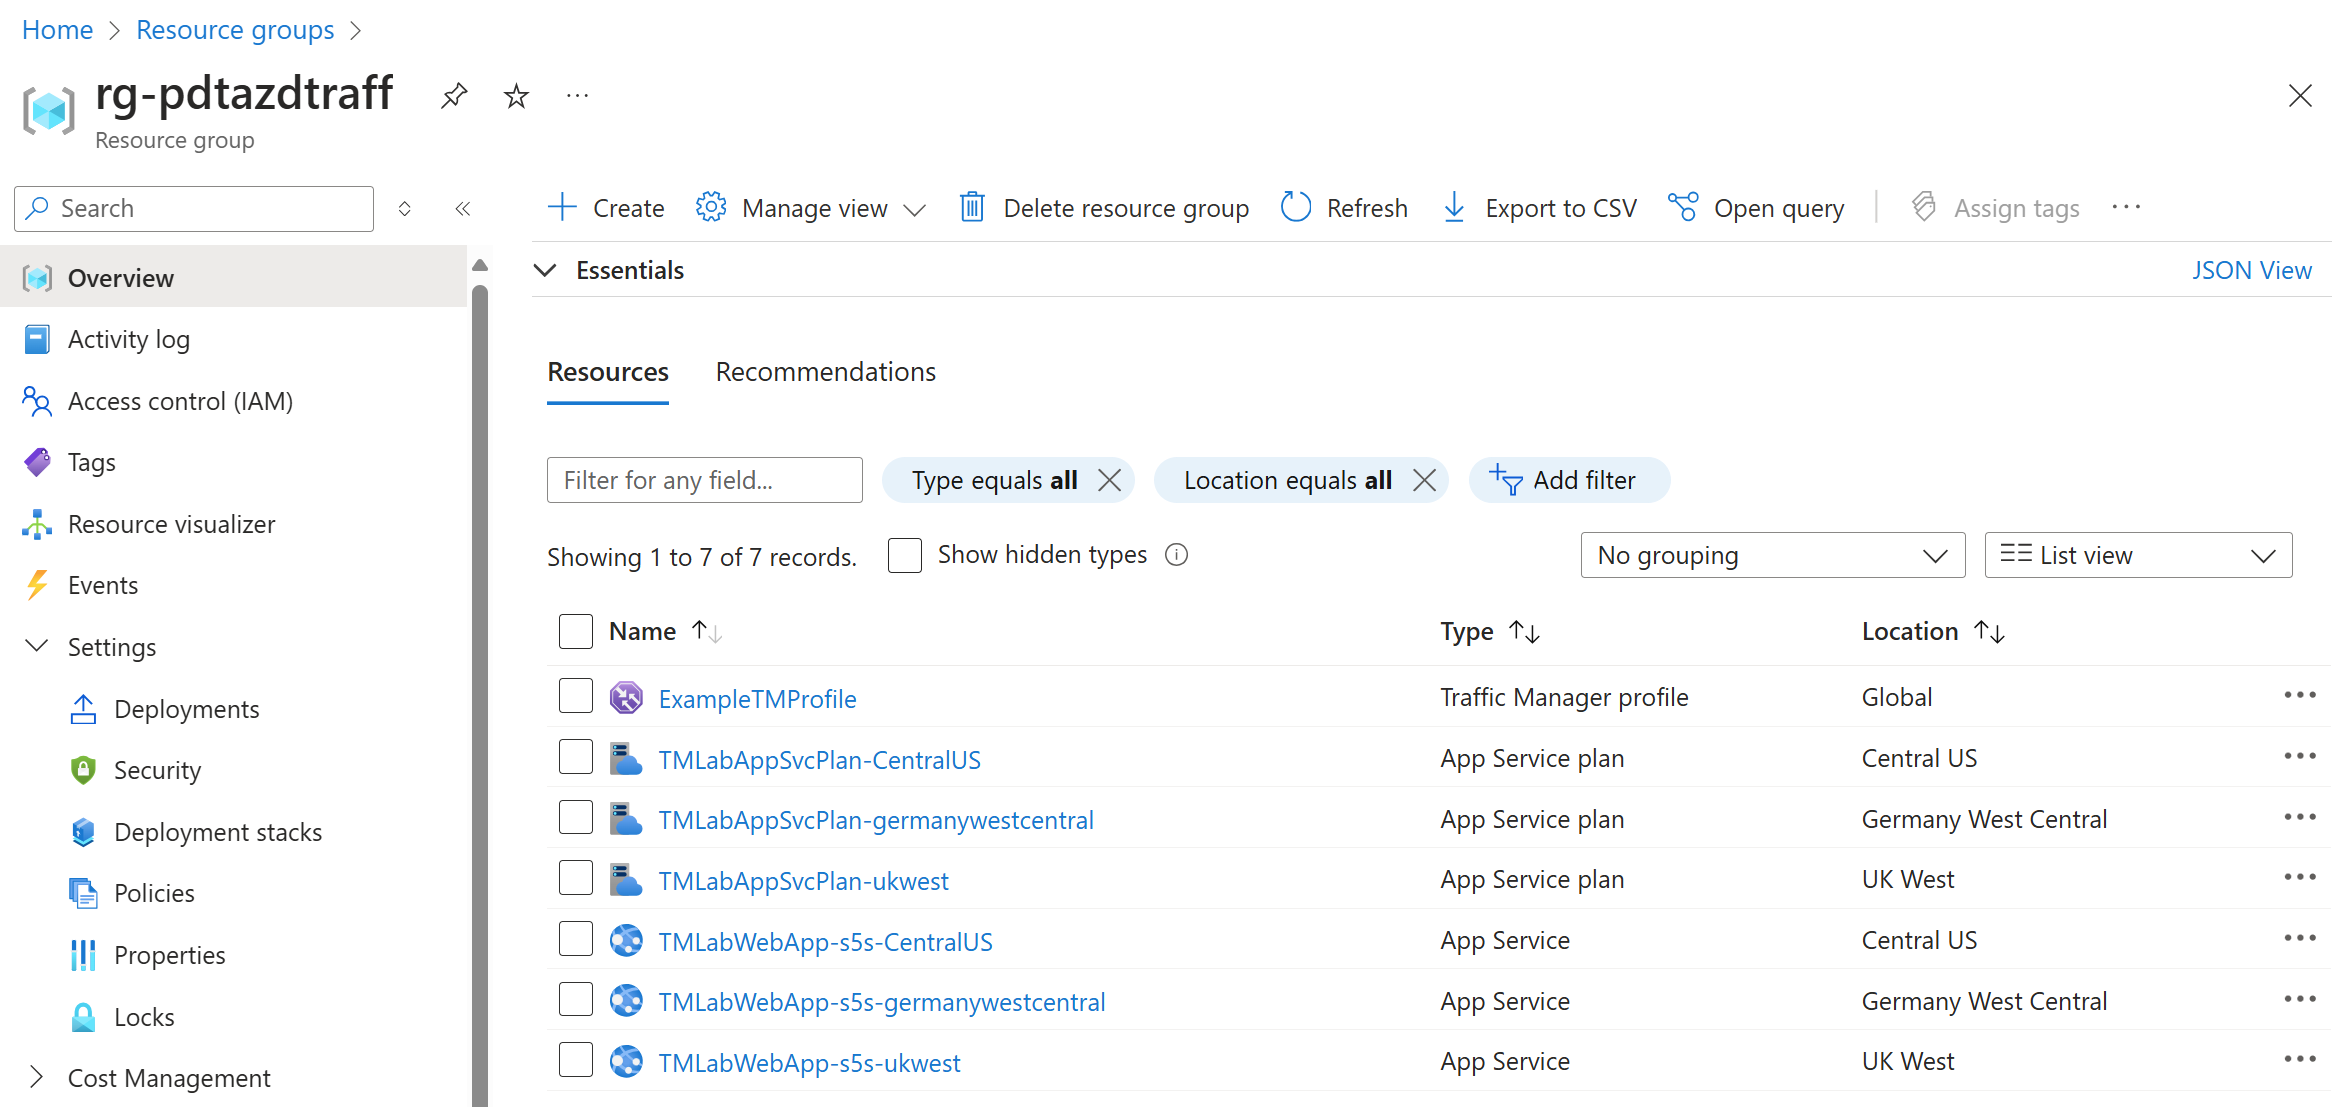 Home > Resource groups >
rg-pdtazdtraff ...
Resource group
Search
Create Manage view Delete resource group Refresh Export to CSV Open query Assign tags ...
Overview
Activity log
Access control (IAM)
Tags
Resource visualizer
Events
Settings
Deployments
Security
Deployment stacks
Policies
Properties
Locks
Cost Management
Essentials JSON View
Resources Recommendations
Filter for any field... Type equals all Location equals all Add filter
Showing 1 to 7 of 7 records. Show hidden types No grouping List view
Name Type Location
ExampleTMProfile Traffic Manager profile Global
TMLabAppSvcPlan-CentralUS App Service plan Central US
TMLabAppSvcPlan-germanywestcentral App Service plan Germany West Central
TMLabAppSvcPlan-ukwest App Service plan UK West
TMLabWebApp-s5s-CentralUS App Service Central US
TMLabWebApp-s5s-germanywestcentral App Service Germany West Central
TMLabWebApp-s5s-ukwest App Service UK West